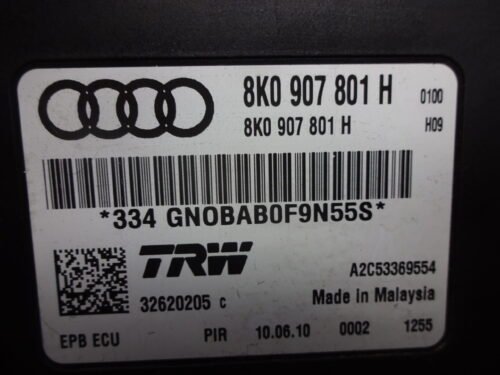 8K0 907 801 H 0100
8K0 907 801 H H09
*334 GNOBAB0F9N55S*
TRW A2C53369554
32620205 C Made in Malaysia
EPB ECU PIR 10.06.10 0002 1255